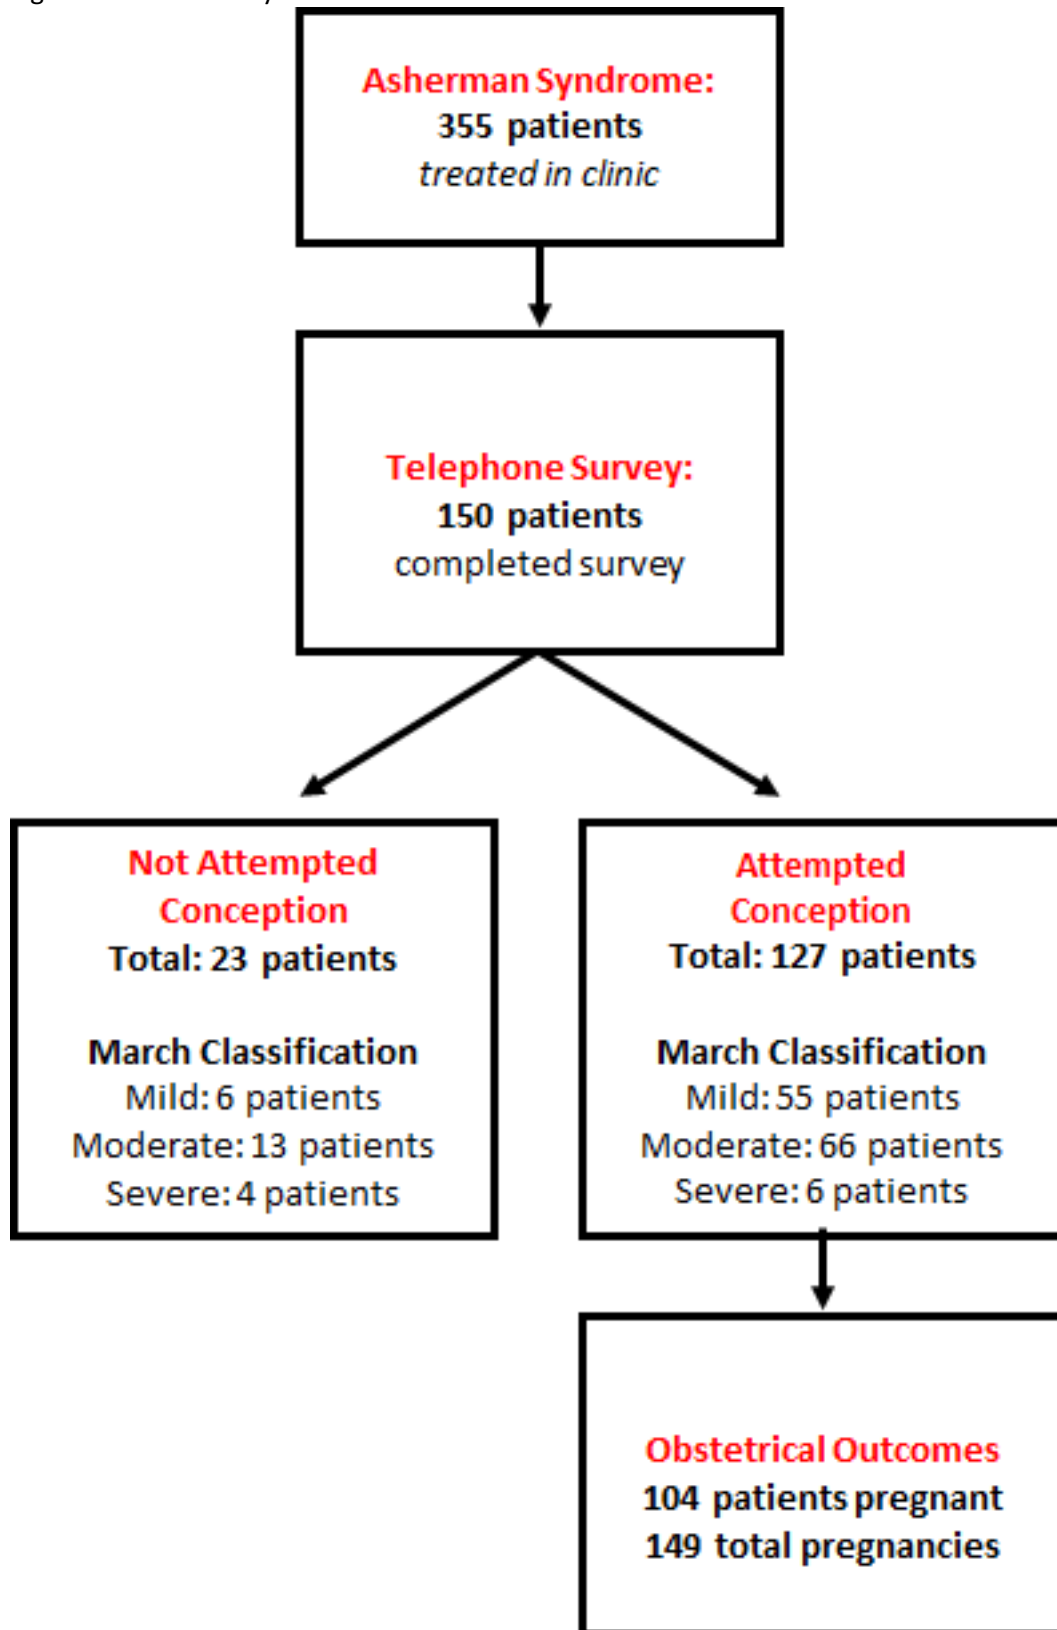 Asherman Syndrome:
355 patients
treated in clinic
Telephone Survey:
150 patients
completed survey
Not Attempted
Conception
Total: 23 patients
March Classification
Mild: 6 patients
Moderate: 13 patients
Severe: 4 patients
Attempted
Conception
Total: 127 patients
March Classification
Mild: 55 patients
Moderate: 66 patients
Severe: 6 patients
Obstetrical Outcomes
104 patients pregnant
149 total pregnancies